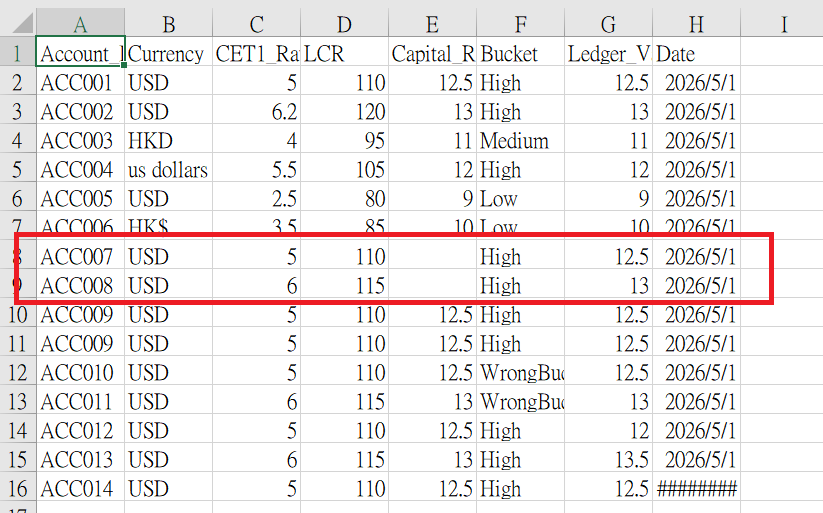 A B C D E F G H I
1 Account_ Currency CET1_Ra LCR Capital_R Bucket Ledger_V Date
2 ACC001 USD 5 110 12.5 High 12.5 2026/5/1
3 ACC002 USD 6.2 120 13 High 13 2026/5/1
4 ACC003 HKD 4 95 11 Medium 11 2026/5/1
5 ACC004 us dollars 5.5 105 12 High 12 2026/5/1
6 ACC005 USD 2.5 80 9 Low 9 2026/5/1
7 ACC006 HK$ 3.5 85 10 Low 10 2026/5/1
8 ACC007 USD 5 110 High 12.5 2026/5/1
9 ACC008 USD 6 115 High 13 2026/5/1
10 ACC009 USD 5 110 12.5 High 12.5 2026/5/1
11 ACC009 USD 5 110 12.5 High 12.5 2026/5/1
12 ACC010 USD 5 110 12.5 WrongBuc 12.5 2026/5/1
13 ACC011 USD 6 115 13 WrongBuc 13 2026/5/1
14 ACC012 USD 5 110 12.5 High 12 2026/5/1
15 ACC013 USD 6 115 13 High 13.5 2026/5/1
16 ACC014 USD 5 110 12.5 High 12.5 ########